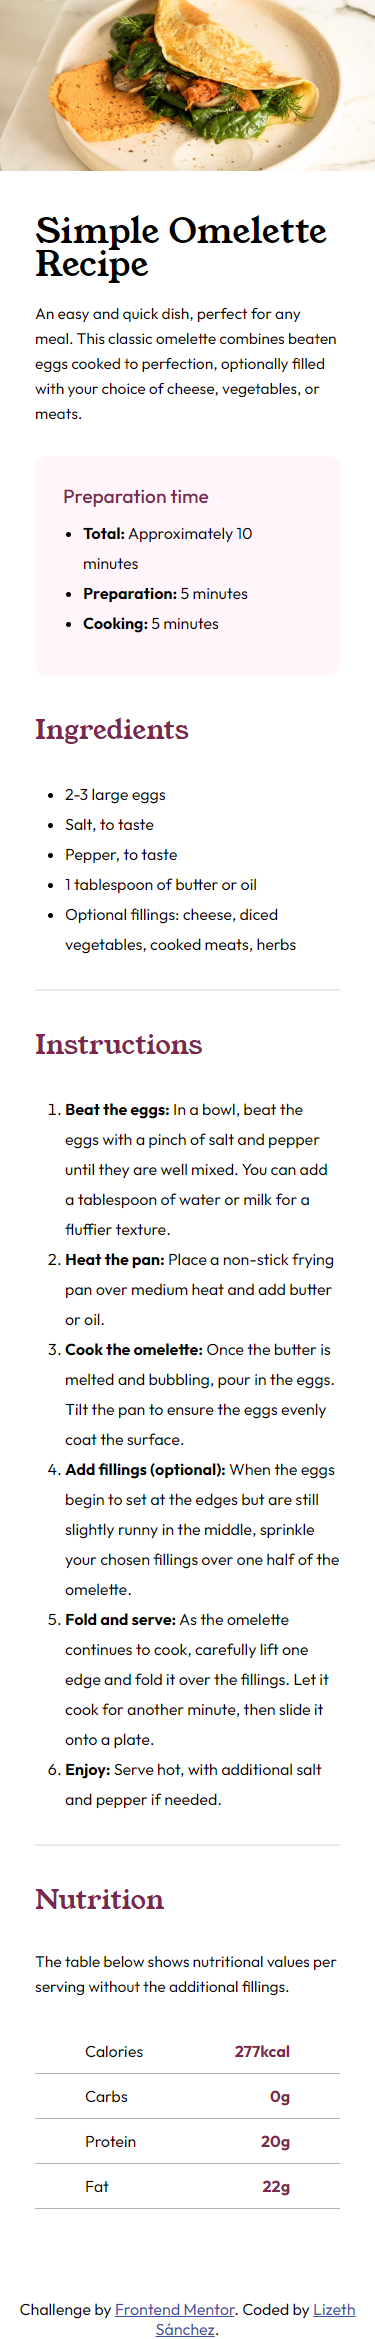 Simple Omelette
Recipe
An easy and quick dish, perfect for any
meal. This classic omelette combines beaten
eggs cooked to perfection, optionally filled
with your choice of cheese, vegetables, or
meats.
Preparation time
• Total: Approximately 10
minutes
• Preparation: 5 minutes
• Cooking: 5 minutes
Ingredients
• 2-3 large eggs
• Salt, to taste
• Pepper, to taste
• 1 tablespoon of butter or oil
• Optional fillings: cheese, diced
vegetables, cooked meats, herbs
Instructions
1. Beat the eggs: In a bowl, beat the
eggs with a pinch of salt and pepper
until they are well mixed. You can add
a tablespoon of water or milk for a
fluffier texture.
2. Heat the pan: Place a non-stick frying
pan over medium heat and add butter
or oil.
3. Cook the omelette: Once the butter is
melted and bubbling, pour in the eggs.
Tilt the pan to ensure the eggs evenly
coat the surface.
4. Add fillings (optional): When the eggs
begin to set at the edges but are still
slightly runny in the middle, sprinkle
your chosen fillings over one half of the
omelette.
5. Fold and serve: As the omelette
continues to cook, carefully lift one
edge and fold it over the fillings. Let it
cook for another minute, then slide it
onto a plate.
6. Enjoy: Serve hot, with additional salt
and pepper if needed.
Nutrition
The table below shows nutritional values per
serving without the additional fillings.
Calories 277kcal
Carbs 0g
Protein 20g
Fat 22g
Challenge by Frontend Mentor. Coded by Lizeth
Sánchez.